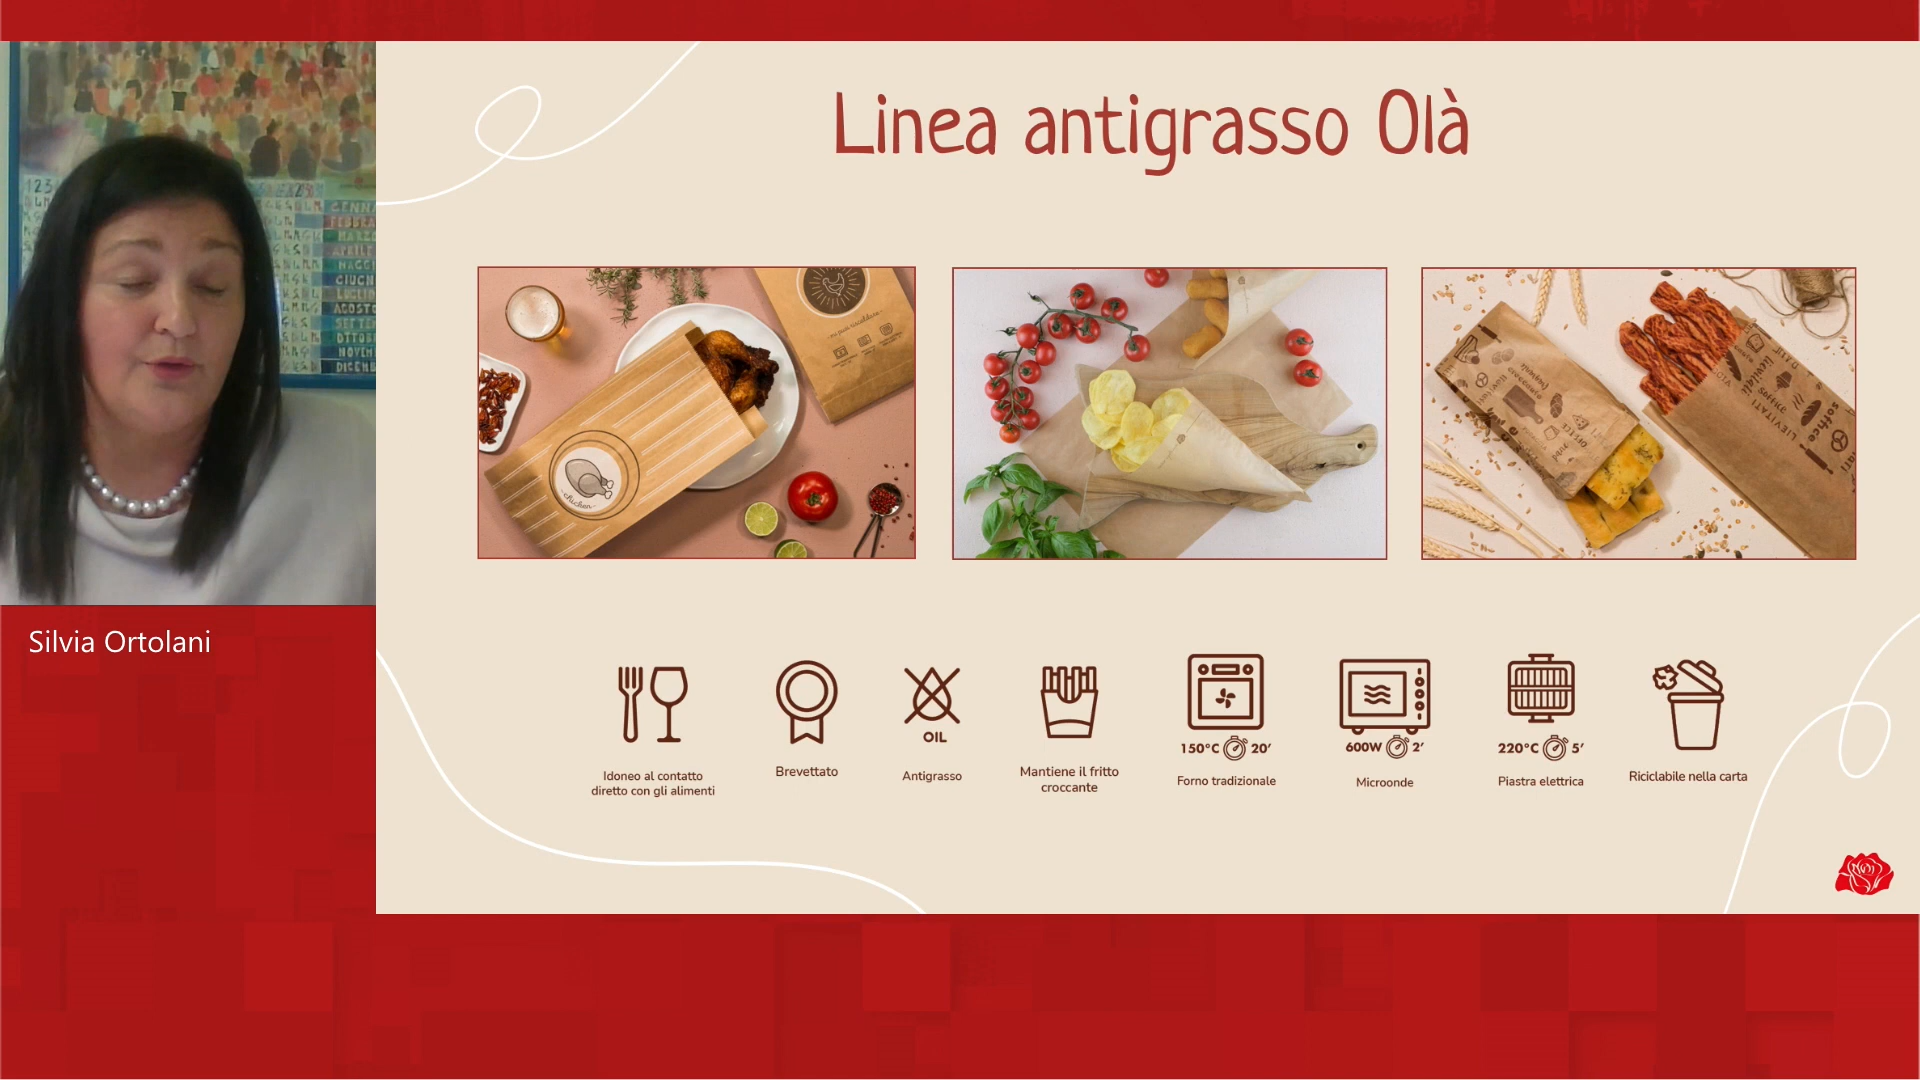 Linea antigrasso Olà
Silvia Ortolani
chicken
OIL
150°C 20'
600W 2'
220°C 5'
Idoneo al contatto
diretto con gli alimenti
Brevettato
Antigrasso
Mantiene il fritto
croccante
Forno tradizionale
Microonde
Piastra elettrica
Riciclabile nella carta